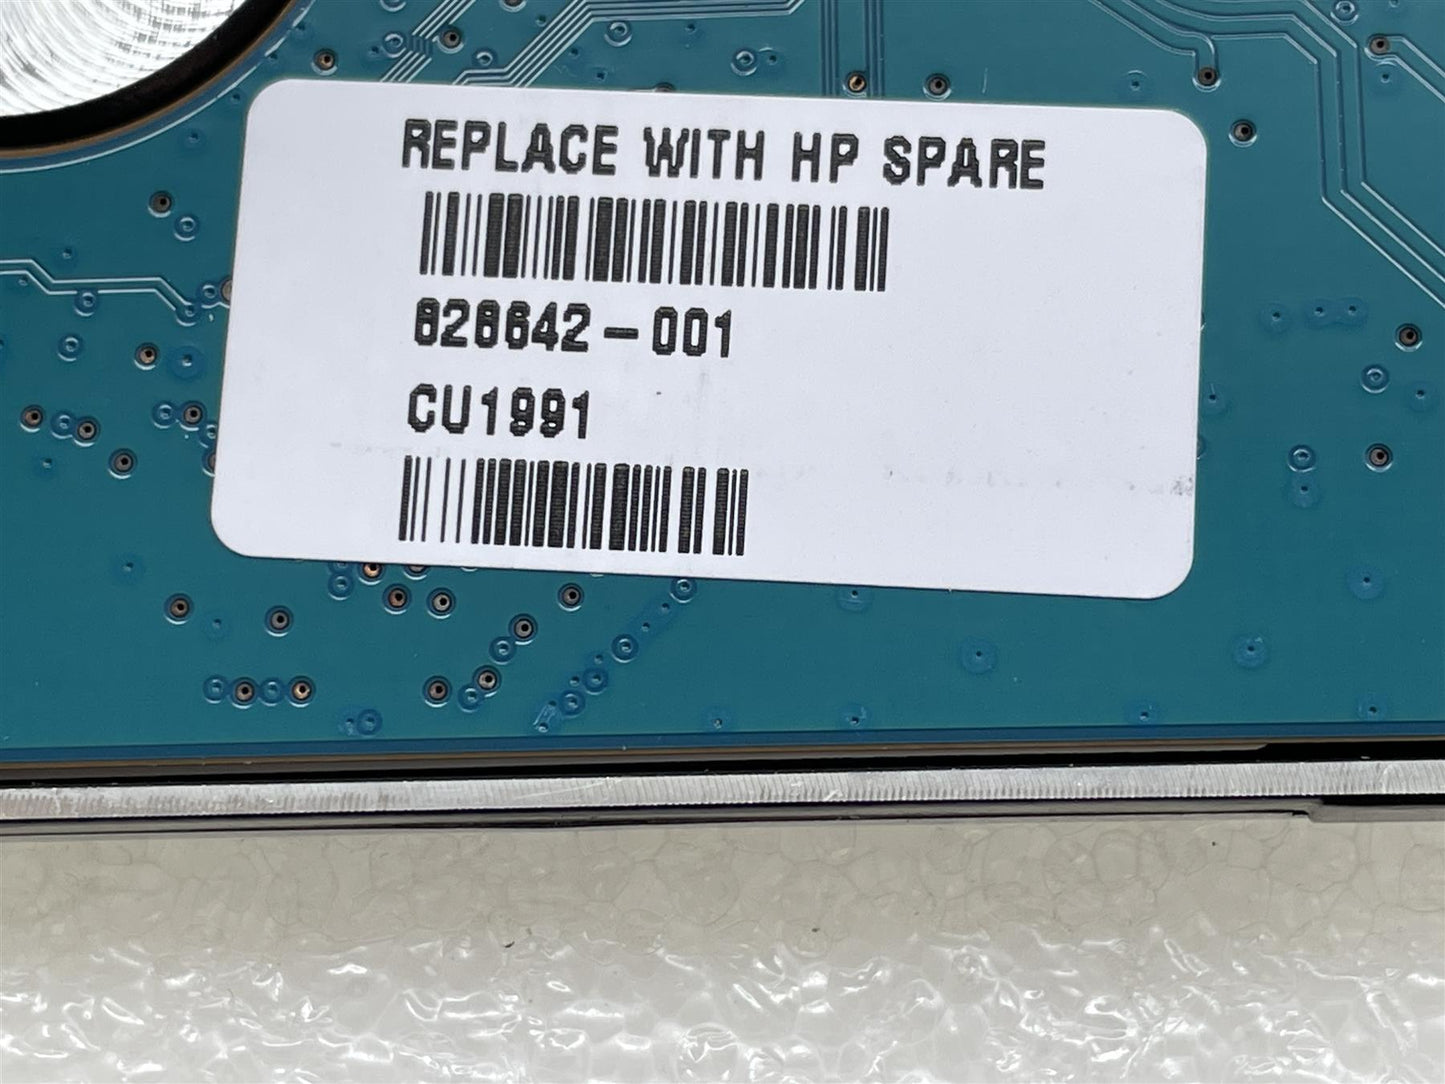 REPLACE WITH HP SPARE
828642-001
CU1991